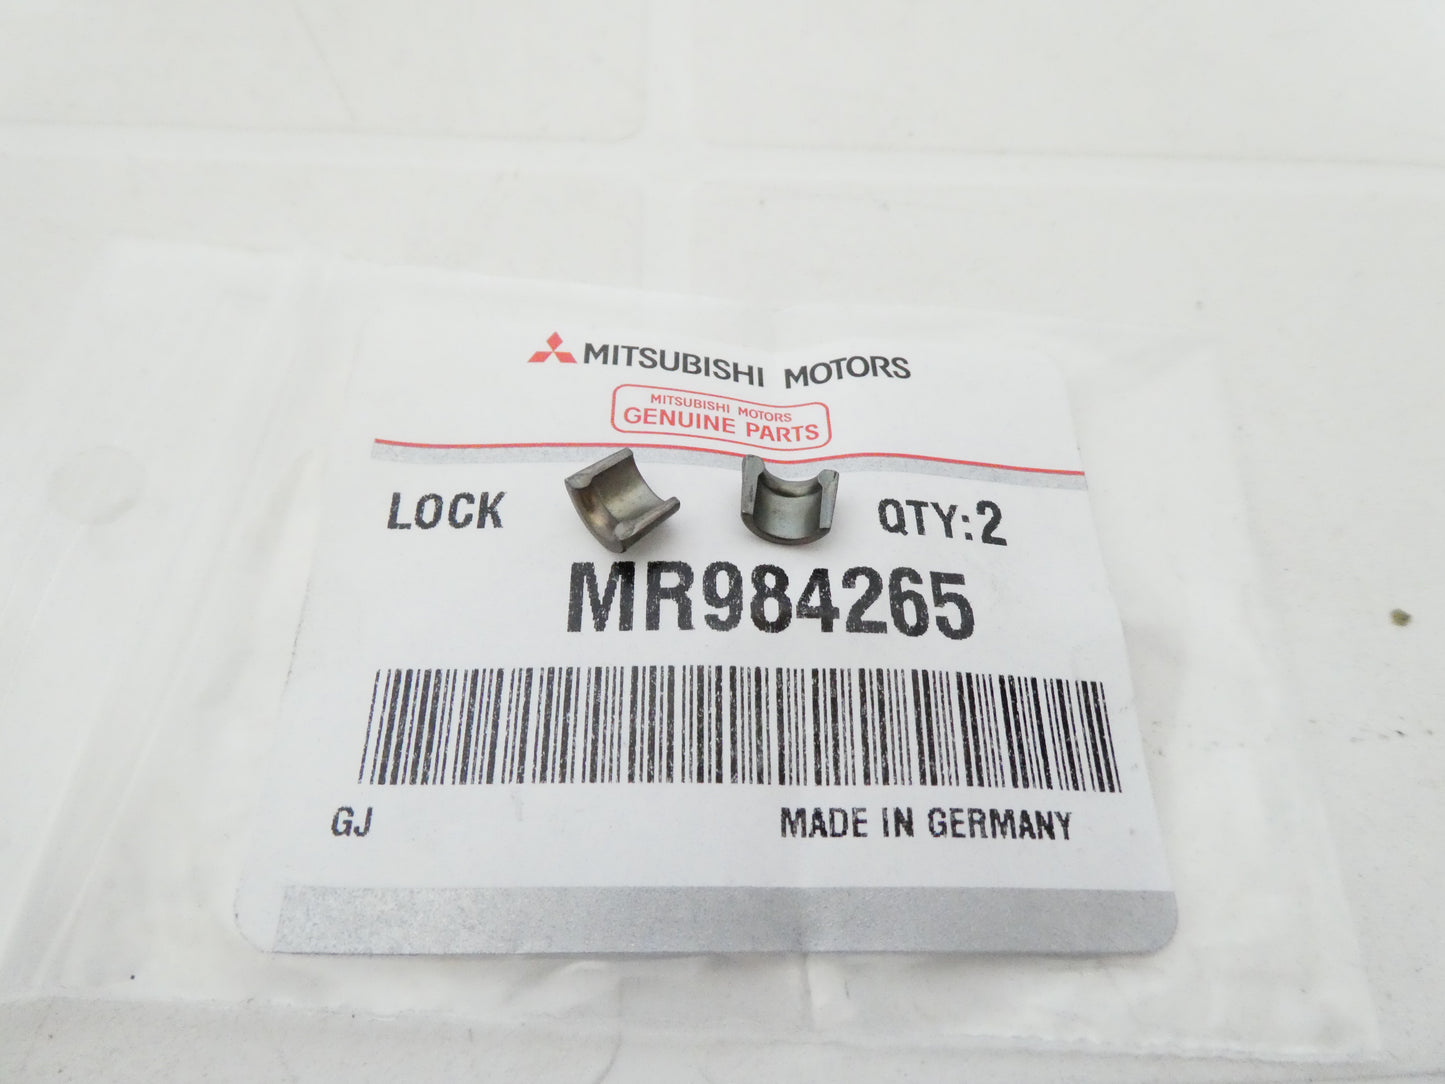 MITSUBISHI MOTORS
MITSUBISHI MOTORS
GENUINE PARTS
LOCK QTY:2
MR984265
GJ MADE IN GERMANY